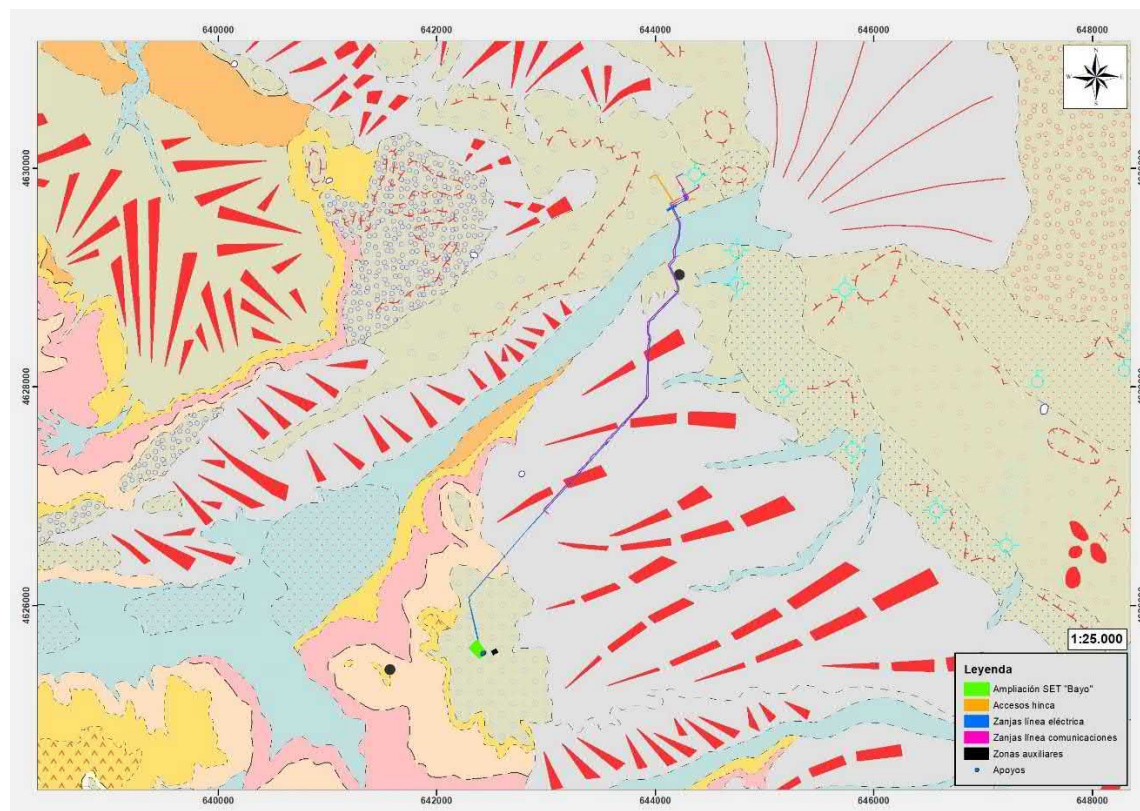 640000 642000 644000 646000 648000
N
W E
S
4630000
4628000
4626000
1:25.000
Leyenda
Ampliación SET "Bayo"
Accesos hinca
Zanjas línea eléctrica
Zanjas línea comunicaciones
Zonas auxiliares
Apoyos
640000 642000 644000 646000 648000